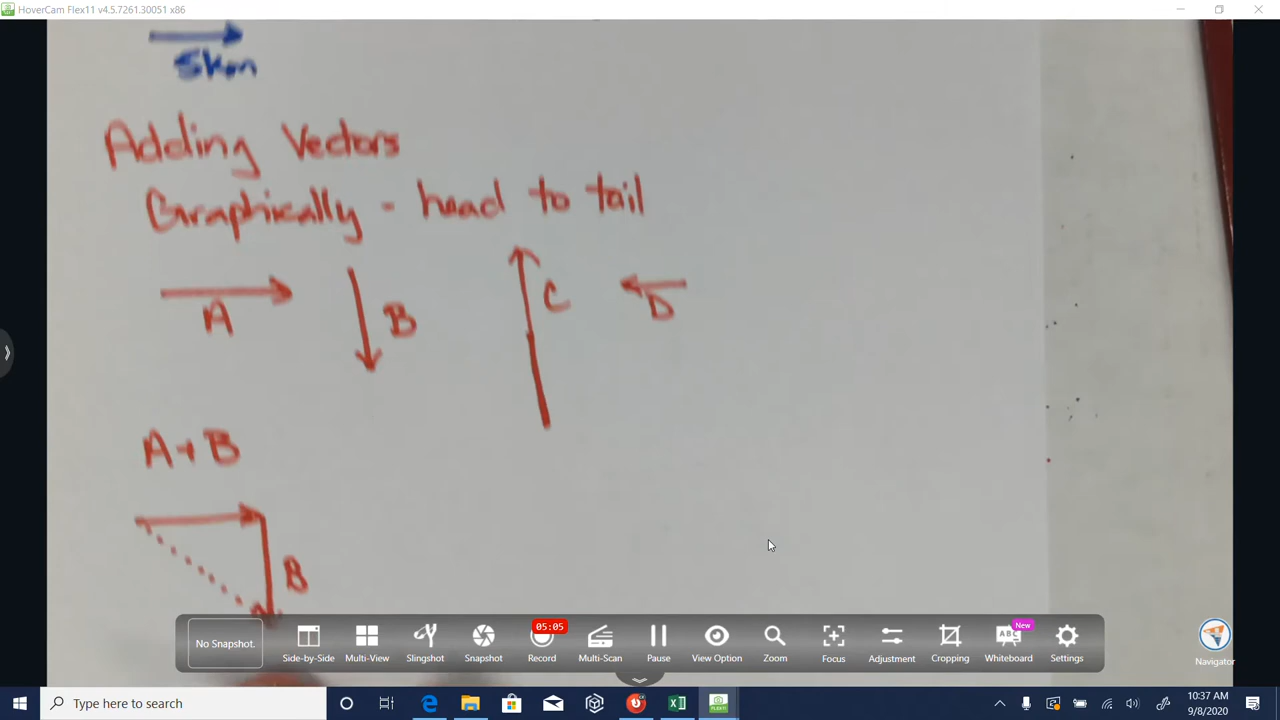 HoverCam Flex11 v4.5.7261.30051 x86
5km
Adding Vectors
Graphically - head to tail
A
B
C
D
A+B
B
No Snapshot.
Side-by-Side
Multi-View
Slingshot
Snapshot
05:05
Record
Multi-Scan
Pause
View Option
Zoom
Focus
Adjustment
Cropping
New
ABC
Whiteboard
Settings
Navigator
Type here to search
FLEX11
10:37 AM
9/8/2020